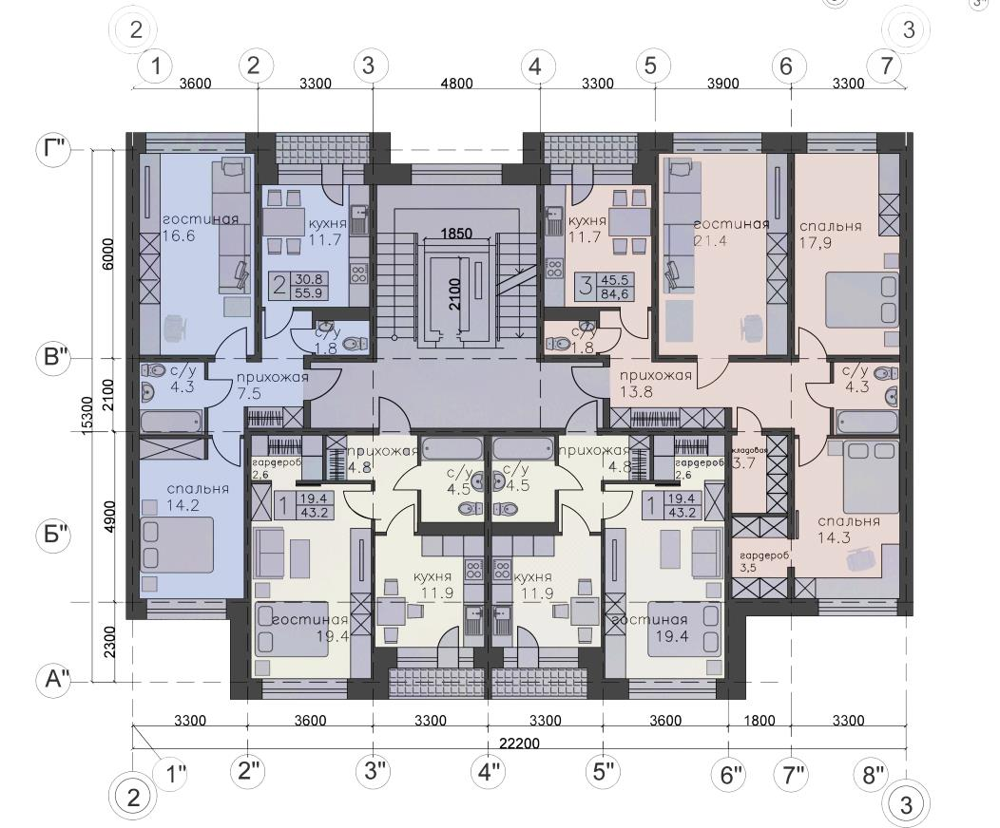 3"
2
3
1
2
3
4
5
6
7
3600
3300
4800
3300
3900
3300
Г"
гостиная
16.6
кухня
11.7
1850
кухня
11.7
гостиная
21.4
спальня
17,9
6000
2
30.8
55.9
2100
3
45.5
84,6
с/у
1.8
с/у
1.8
В"
с/у
4.3
прихожая
7.5
прихожая
13.8
с/у
4.3
2100
15300
гардероб
2,6
прихожая
4.8
с/у
4.5
с/у
4.5
прихожая
4.8
гардероб
2,6
кладовая
3.7
спальня
14.2
1
19.4
43.2
1
19.4
43.2
4900
Б"
спальня
14.3
гардероб
3,5
кухня
11.9
кухня
11.9
гостиная
19.4
гостиная
19.4
2300
А"
3300
3600
3300
3300
3600
1800
3300
22200
1"
2"
3"
4"
5"
6"
7"
8"
2
3